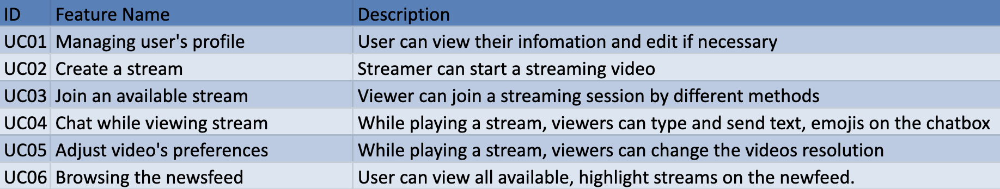 ID Feature Name Description
UC01 Managing user's profile User can view their infomation and edit if necessary
UC02 Create a stream Streamer can start a streaming video
UC03 Join an available stream Viewer can join a streaming session by different methods
UC04 Chat while viewing stream While playing a stream, viewers can type and send text, emojis on the chatbox
UC05 Adjust video's preferences While playing a stream, viewers can change the videos resolution
UC06 Browsing the newsfeed User can view all available, highlight streams on the newfeed.